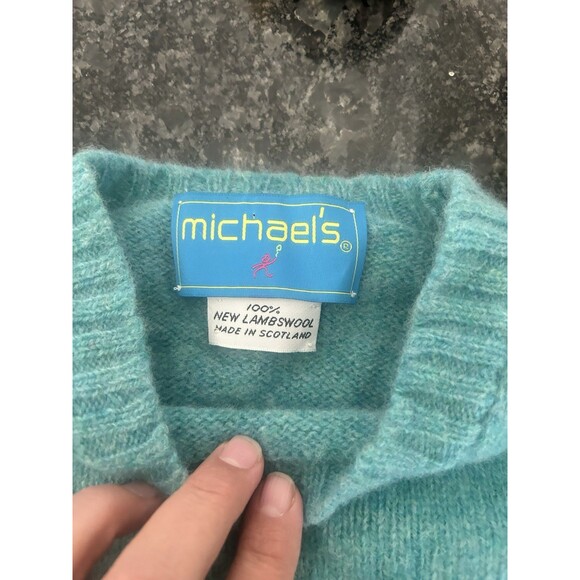 michael's ®
100%
NEW LAMBSWOOL
MADE IN SCOTLAND